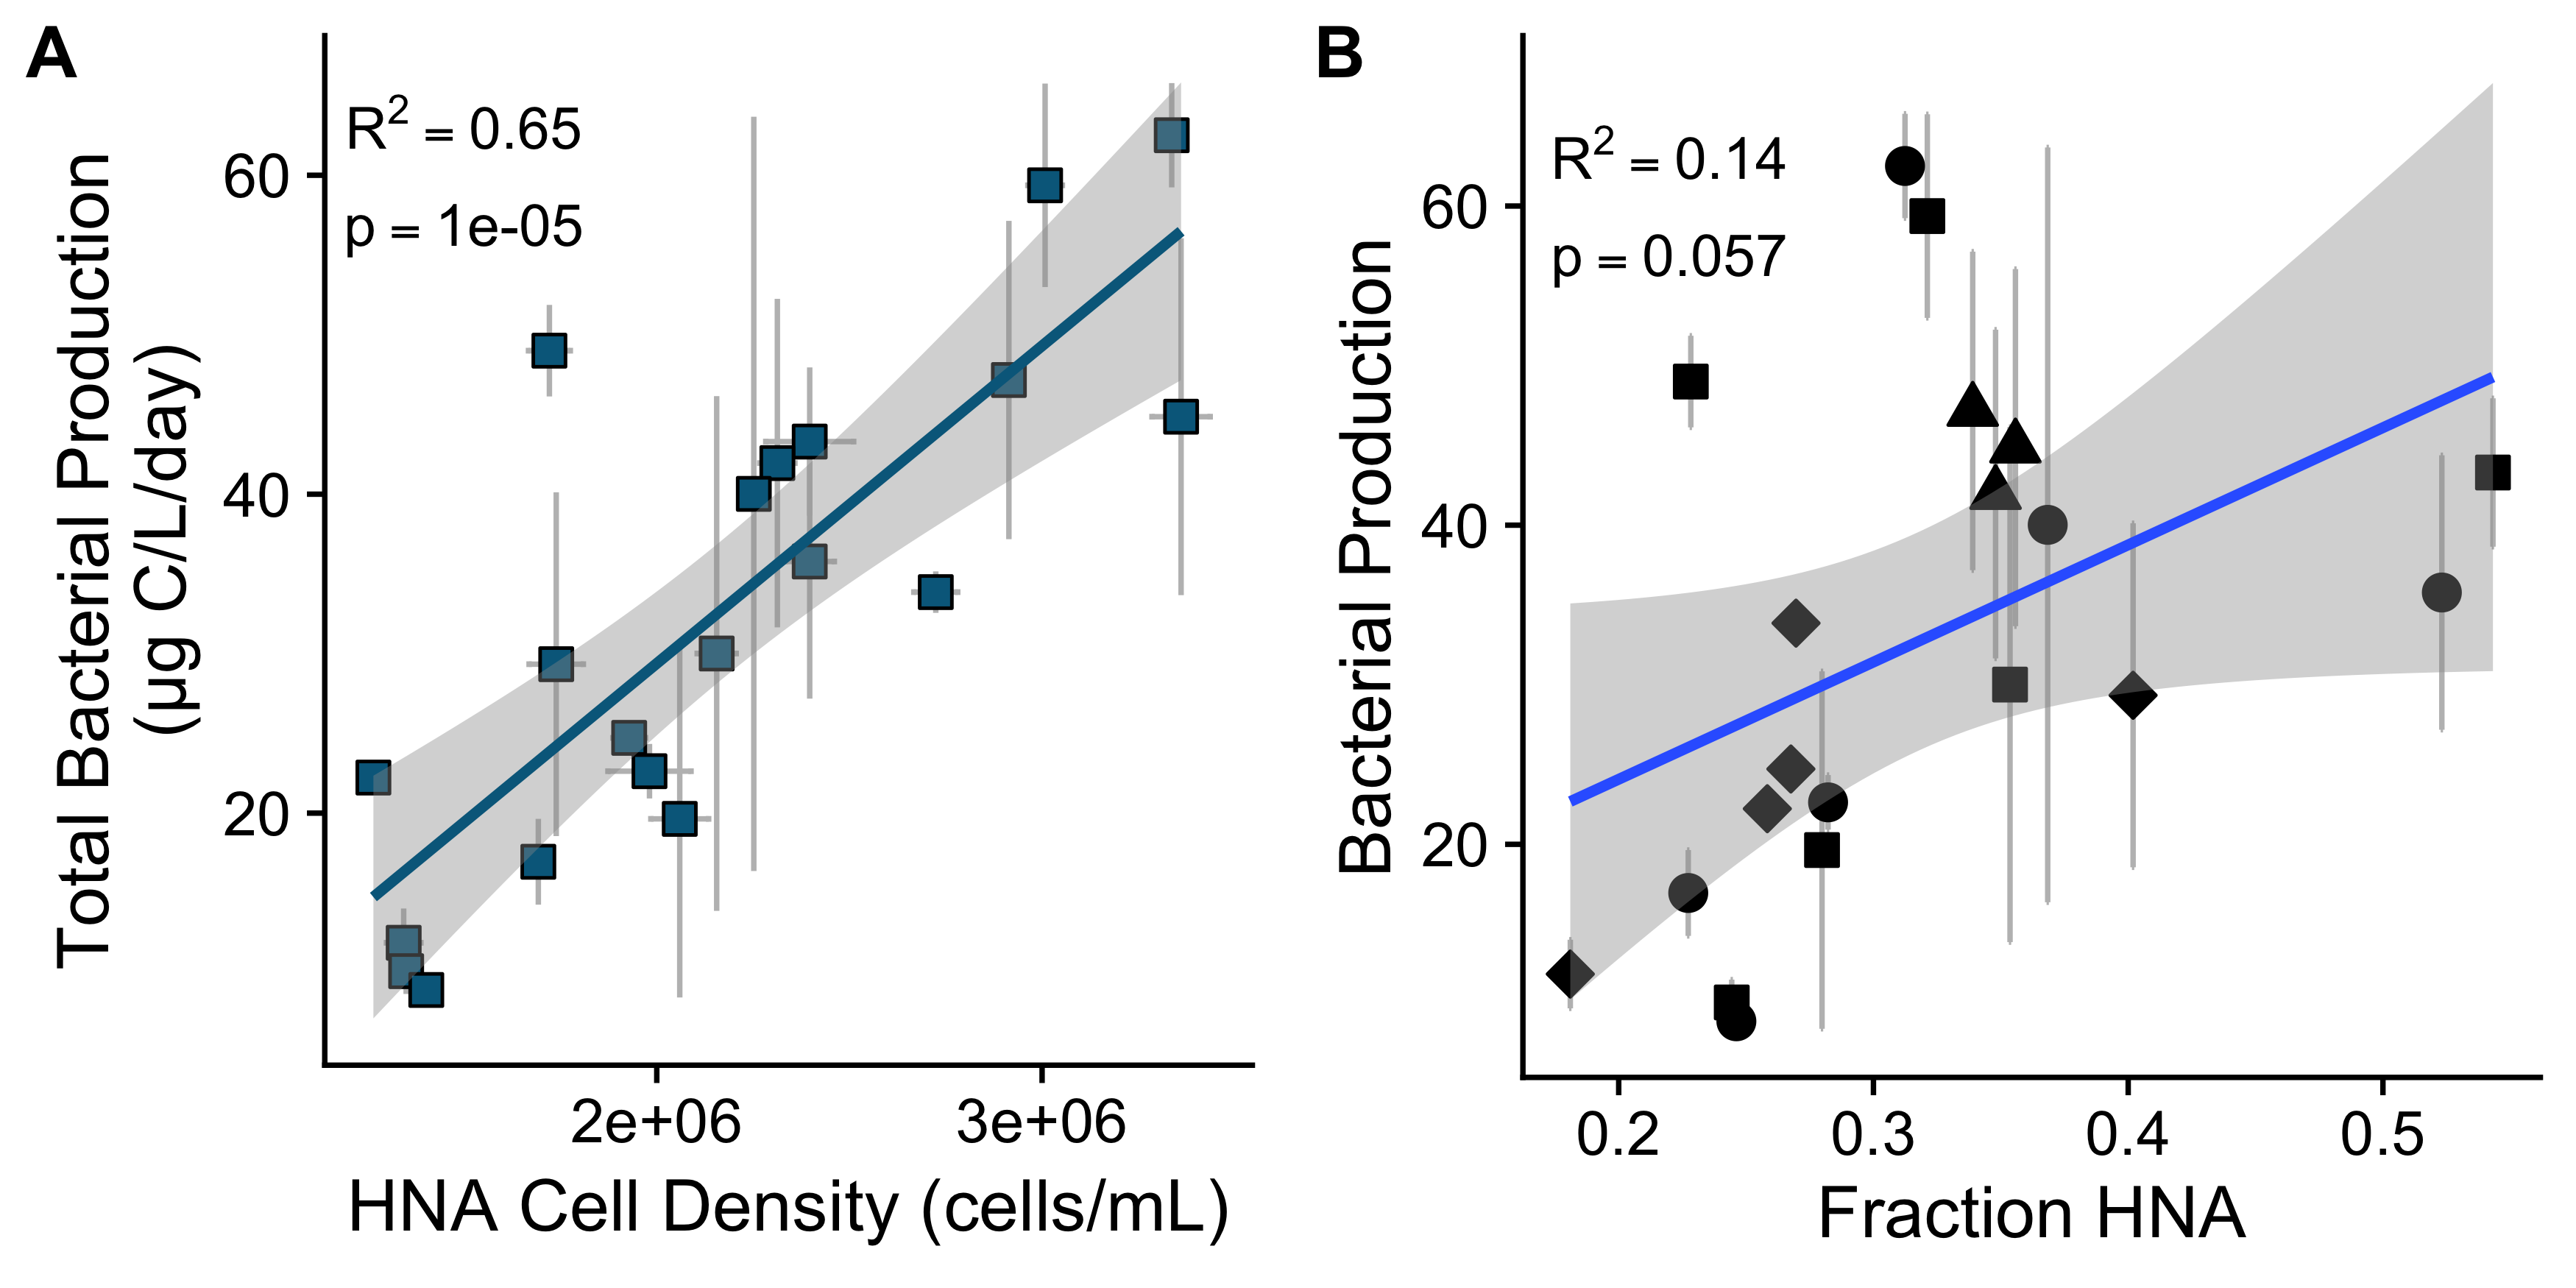 A
R² = 0.65
p = 1e-05
Total Bacterial Production
(µg C/L/day)
60
40
20
2e+06 3e+06
HNA Cell Density (cells/mL)
B
R² = 0.14
p = 0.057
Bacterial Production
60
40
20
0.2 0.3 0.4 0.5
Fraction HNA